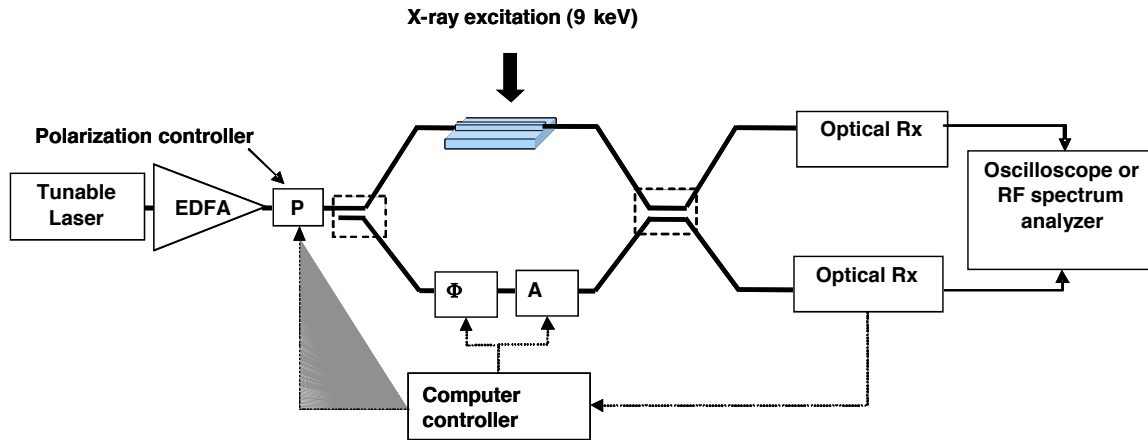 X-ray excitation (9 keV)
Polarization controller
Tunable
Laser
EDFA
P
Optical Rx
Oscilloscope or
RF spectrum
analyzer
Φ
A
Optical Rx
Computer
controller